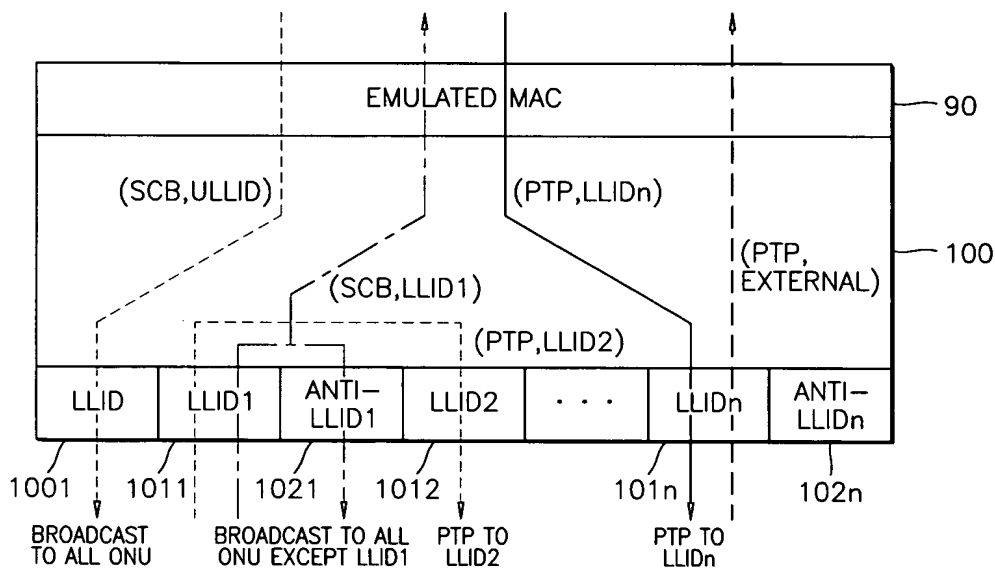 EMULATED MAC
90
(SCB,ULLID)
(PTP,LLIDn)
(PTP,
EXTERNAL)
100
(SCB,LLID1)
(PTP,LLID2)
LLID
LLID1
ANTI-
LLID1
LLID2
. . .
LLIDn
ANTI-
LLIDn
1001
1011
1021
1012
101n
102n
BROADCAST
TO ALL ONU
BROADCAST TO ALL
ONU EXCEPT LLID1
PTP TO
LLID2
PTP TO
LLIDn